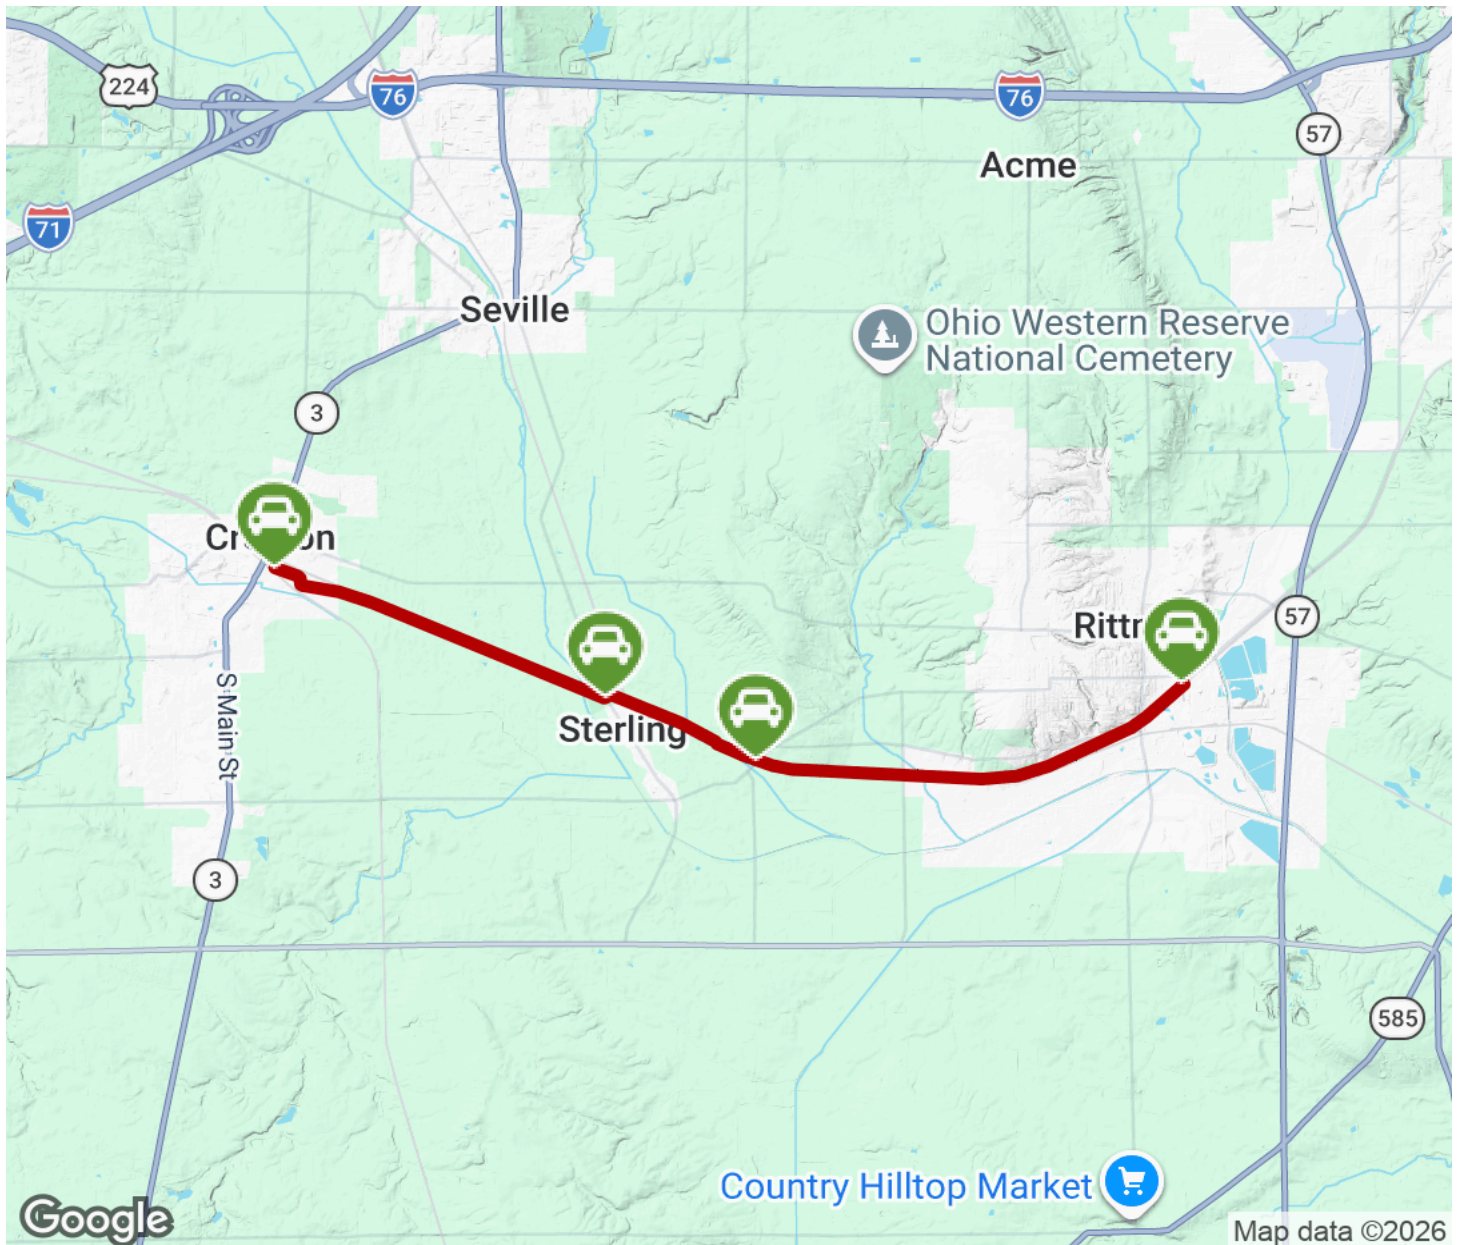 224
76
76
57
Acme
71
Seville
Ohio Western Reserve
National Cemetery
3
57
Sterling
S Main St
3
585
Country Hilltop Market
Google
Map data ©2026